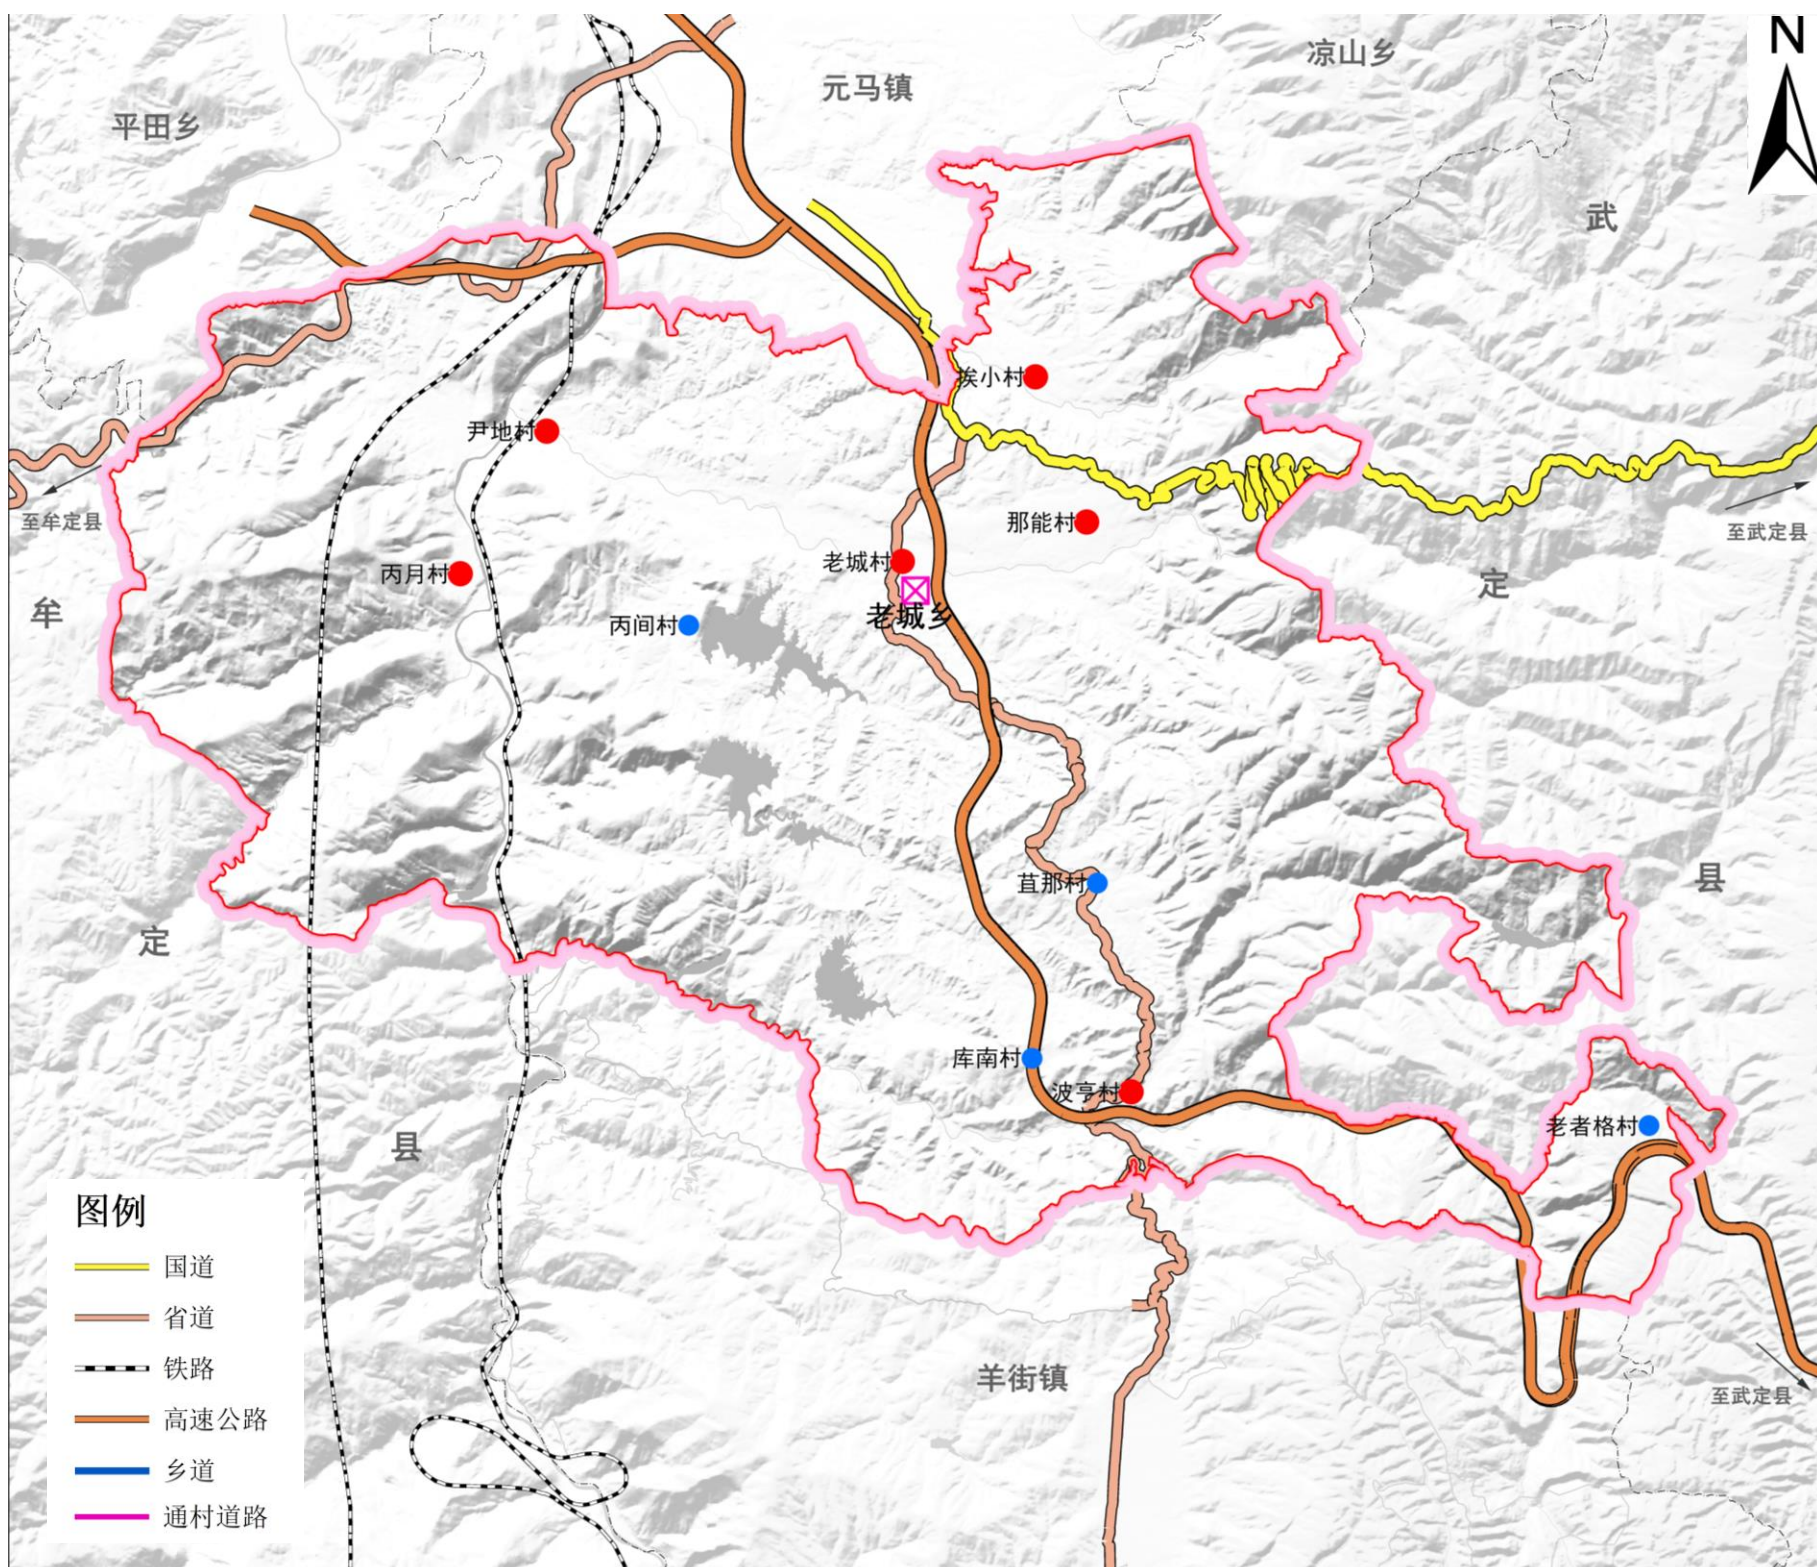 N
凉山乡
元马镇
平田乡
武
挨小村
尹地村
至牟定县
那能村
至武定县
老城村
丙月村
定
牟
老城乡
丙间村
县
苴那村
定
库南村
波亨村
老者格村
县
羊街镇
至武定县
图例
国道
省道
铁路
高速公路
乡道
通村道路